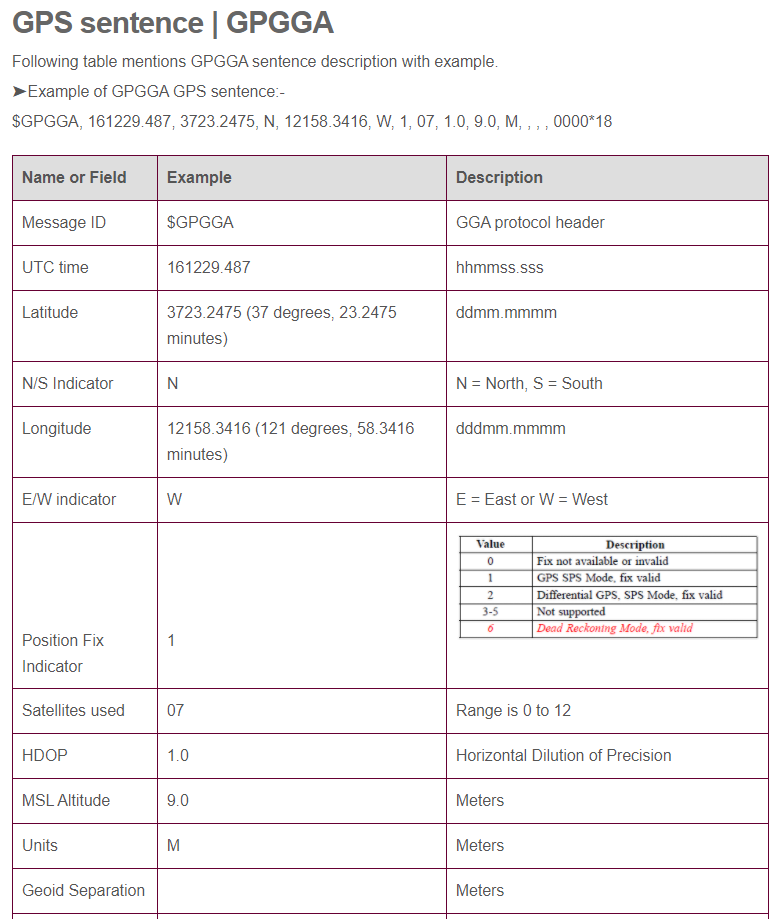 GPS sentence | GPGGA
Following table mentions GPGGA sentence description with example.
➤Example of GPGGA GPS sentence:-
$GPGGA, 161229.487, 3723.2475, N, 12158.3416, W, 1, 07, 1.0, 9.0, M, , , , 0000*18
Name or Field Example Description
Message ID $GPGGA GGA protocol header
UTC time 161229.487 hhmmss.sss
Latitude 3723.2475 (37 degrees, 23.2475 ddmm.mmmm
minutes)
N/S Indicator N N = North, S = South
Longitude 12158.3416 (121 degrees, 58.3416 dddmm.mmmm
minutes)
E/W indicator W E = East or W = West
Value Description
0 Fix not available or invalid
1 GPS SPS Mode, fix valid
2 Differential GPS, SPS Mode, fix valid
3-5 Not supported
6 Dead Reckoning Mode, fix valid
Position Fix 1
Indicator
Satellites used 07 Range is 0 to 12
HDOP 1.0 Horizontal Dilution of Precision
MSL Altitude 9.0 Meters
Units M Meters
Geoid Separation Meters